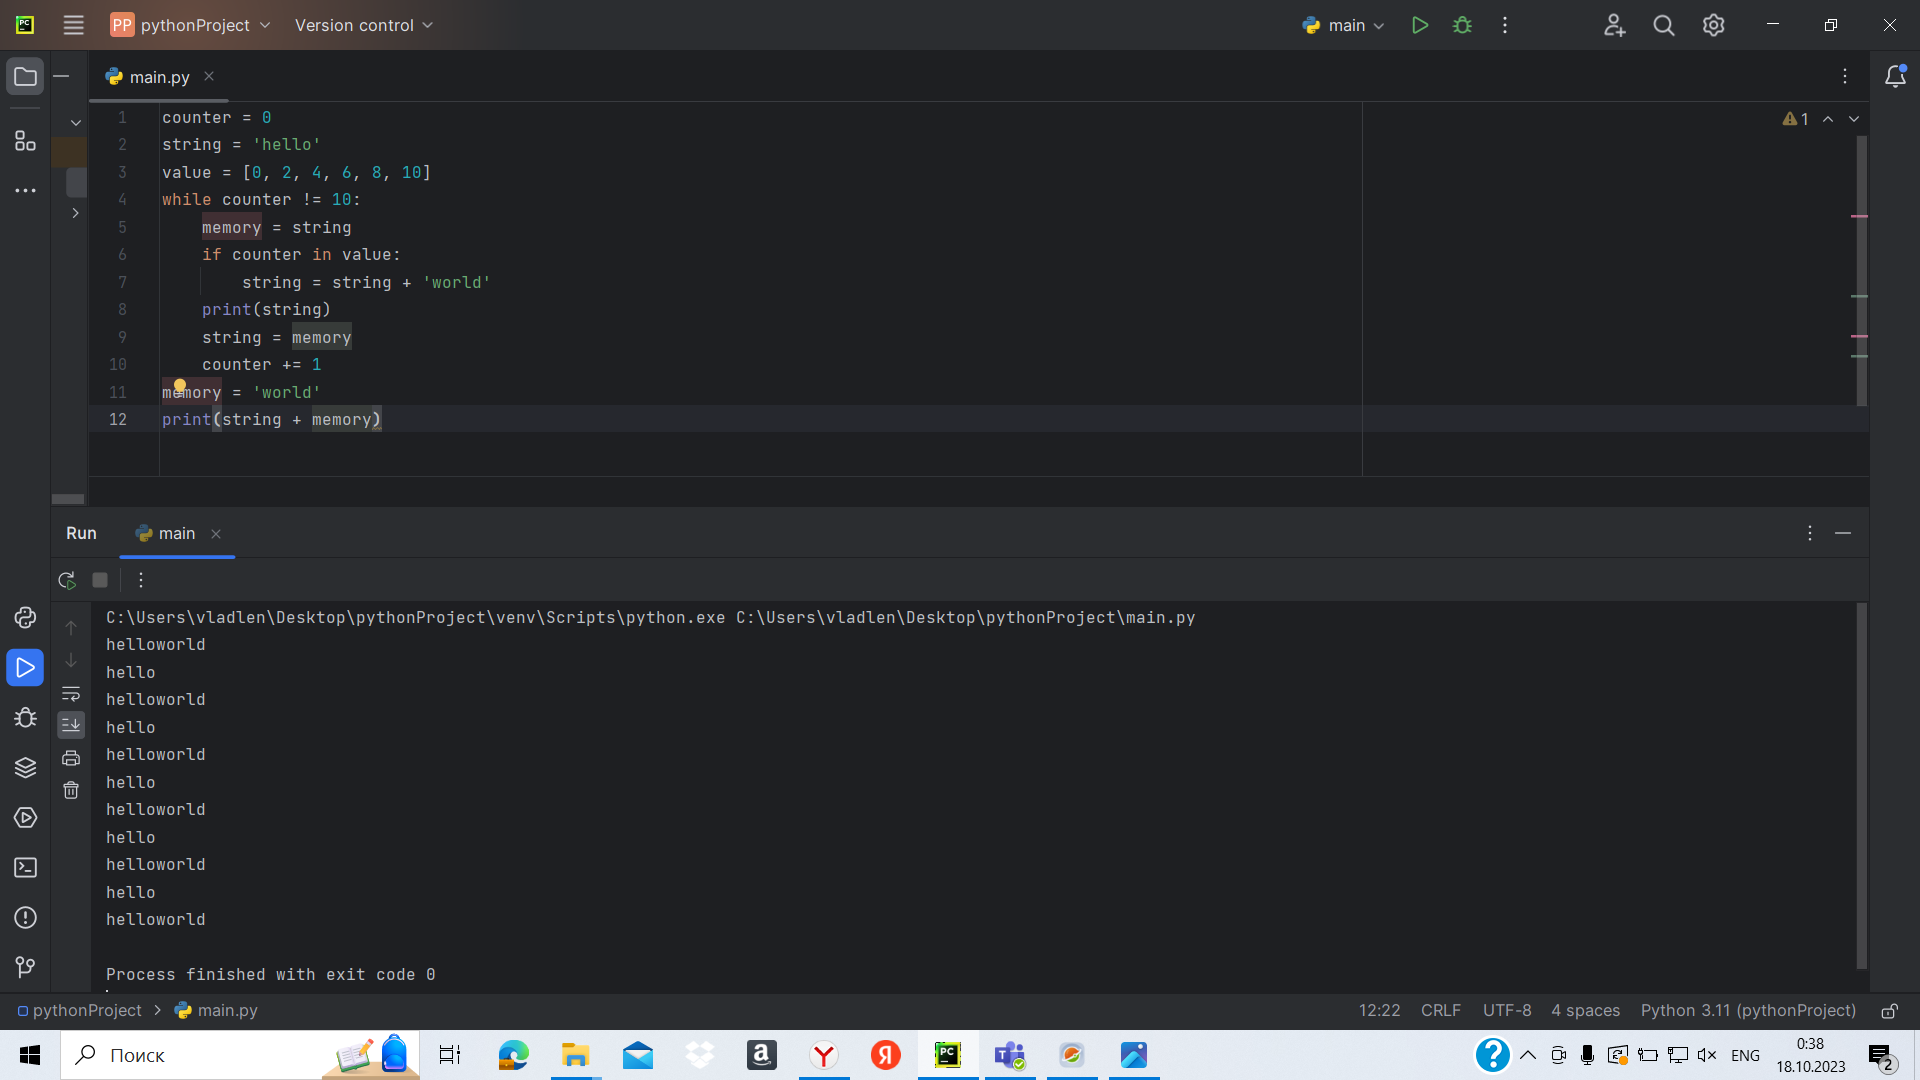 PC PP pythonProject Version control main
main.py
1 counter = 0
2 string = 'hello'
3 value = [0, 2, 4, 6, 8, 10]
4 while counter != 10:
5 memory = string
6 if counter in value:
7 string = string + 'world'
8 print(string)
9 string = memory
10 counter += 1
11 memory = 'world'
12 print(string + memory)
1
Run main
C:\Users\vladlen\Desktop\pythonProject\venv\Scripts\python.exe C:\Users\vladlen\Desktop\pythonProject\main.py
helloworld
hello
helloworld
hello
helloworld
hello
helloworld
hello
helloworld
hello
helloworld
Process finished with exit code 0
pythonProject > main.py 12:22 CRLF UTF-8 4 spaces Python 3.11 (pythonProject)
Поиск a Y Я PC T ? ENG 0:38
18.10.2023 2